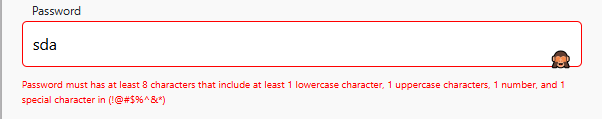 Password
sda
Password must has at least 8 characters that include at least 1 lowercase character, 1 uppercase characters, 1 number, and 1
special character in (!@#$%^&*)